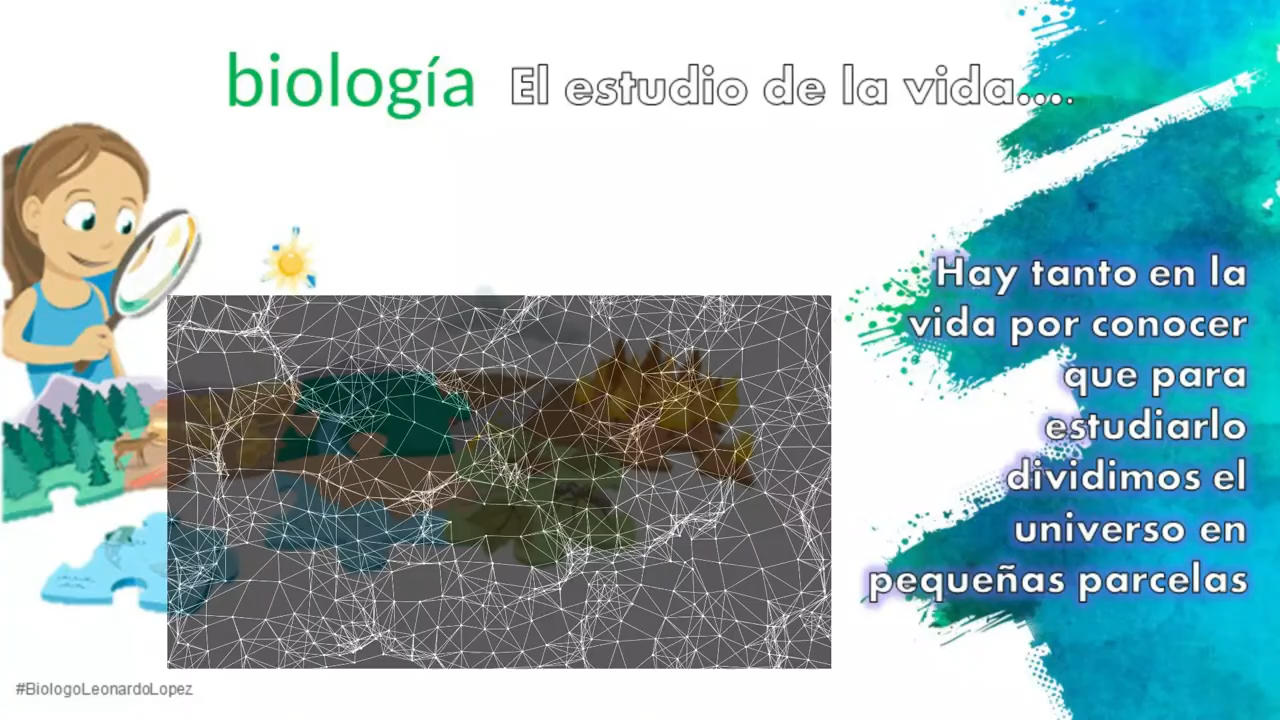 biología El estudio de la vida....
Hay tanto en la
vida por conocer
que para
estudiarlo
dividimos el
universo en
pequeñas parcelas
#BiologoLeonardoLopez